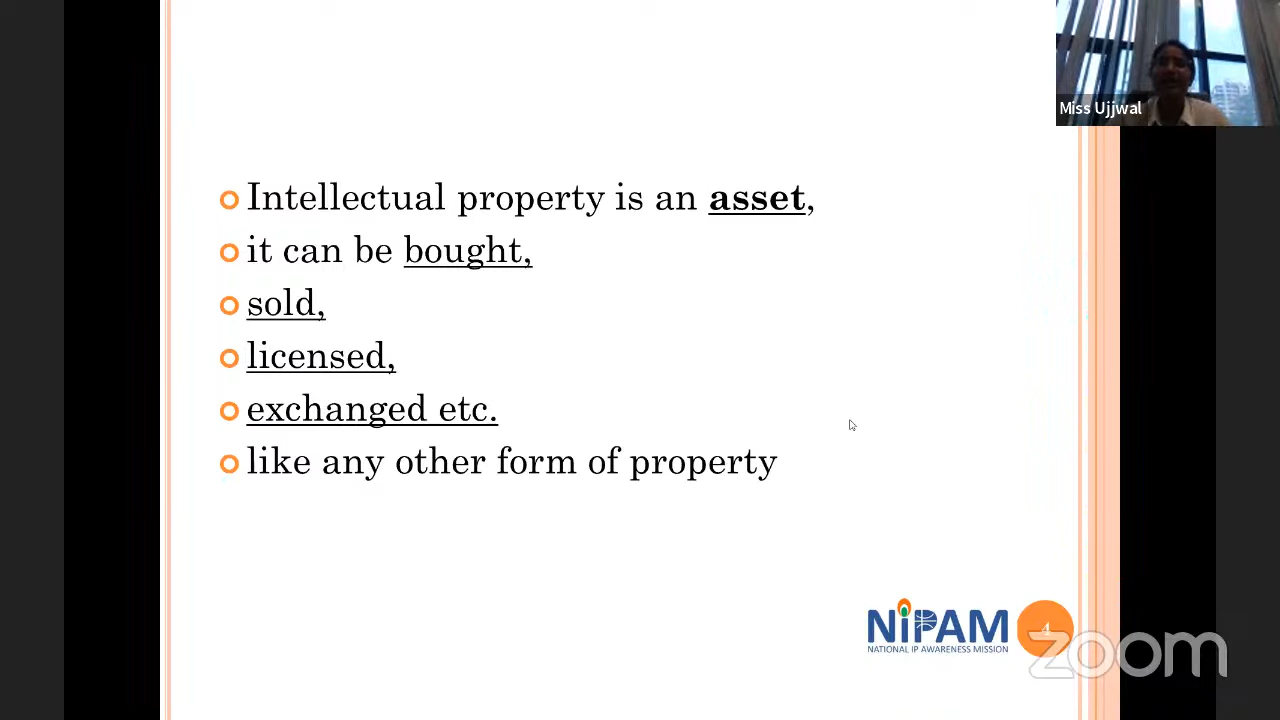 Miss Ujjwal
Intellectual property is an asset,
it can be bought,
sold,
licensed,
exchanged etc.
like any other form of property
NiPAM
NATIONAL IP AWARENESS MISSION
4
zoom